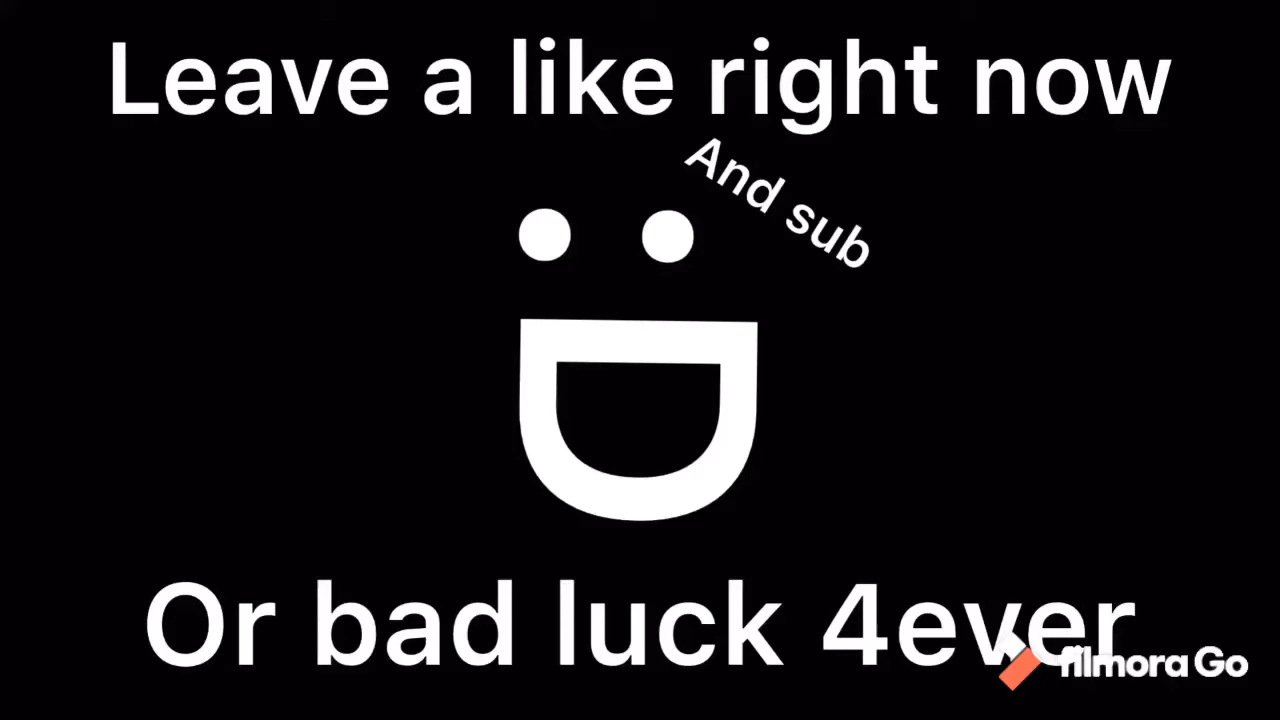 Leave a like right now
And sub
:D
Or bad luck 4ever
filmora Go